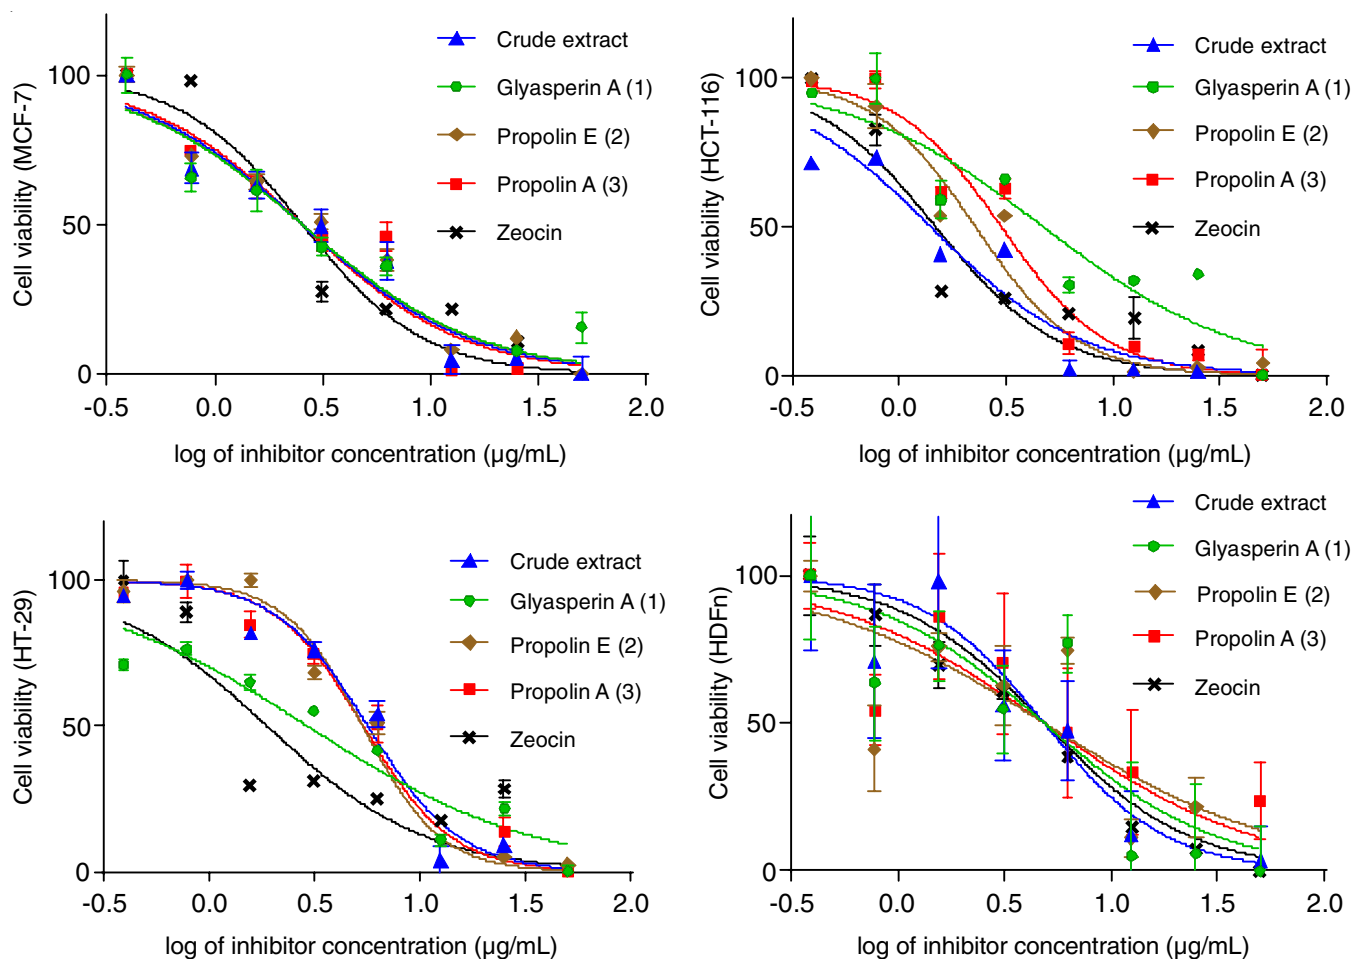 Cell viability (MCF-7)
100
50
0
-0.5 0.0 0.5 1.0 1.5 2.0
log of inhibitor concentration (µg/mL)
Crude extract
Glyasperin A (1)
Propolin E (2)
Propolin A (3)
Zeocin
Cell viability (HCT-116)
100
50
0
-0.5 0.0 0.5 1.0 1.5 2.0
log of inhibitor concentration (µg/mL)
Crude extract
Glyasperin A (1)
Propolin E (2)
Propolin A (3)
Zeocin
Cell viability (HT-29)
100
50
0
-0.5 0.0 0.5 1.0 1.5 2.0
log of inhibitor concentration (µg/mL)
Crude extract
Glyasperin A (1)
Propolin E (2)
Propolin A (3)
Zeocin
Cell viability (HDFn)
100
50
0
-0.5 0.0 0.5 1.0 1.5 2.0
log of inhibitor concentration (µg/mL)
Crude extract
Glyasperin A (1)
Propolin E (2)
Propolin A (3)
Zeocin